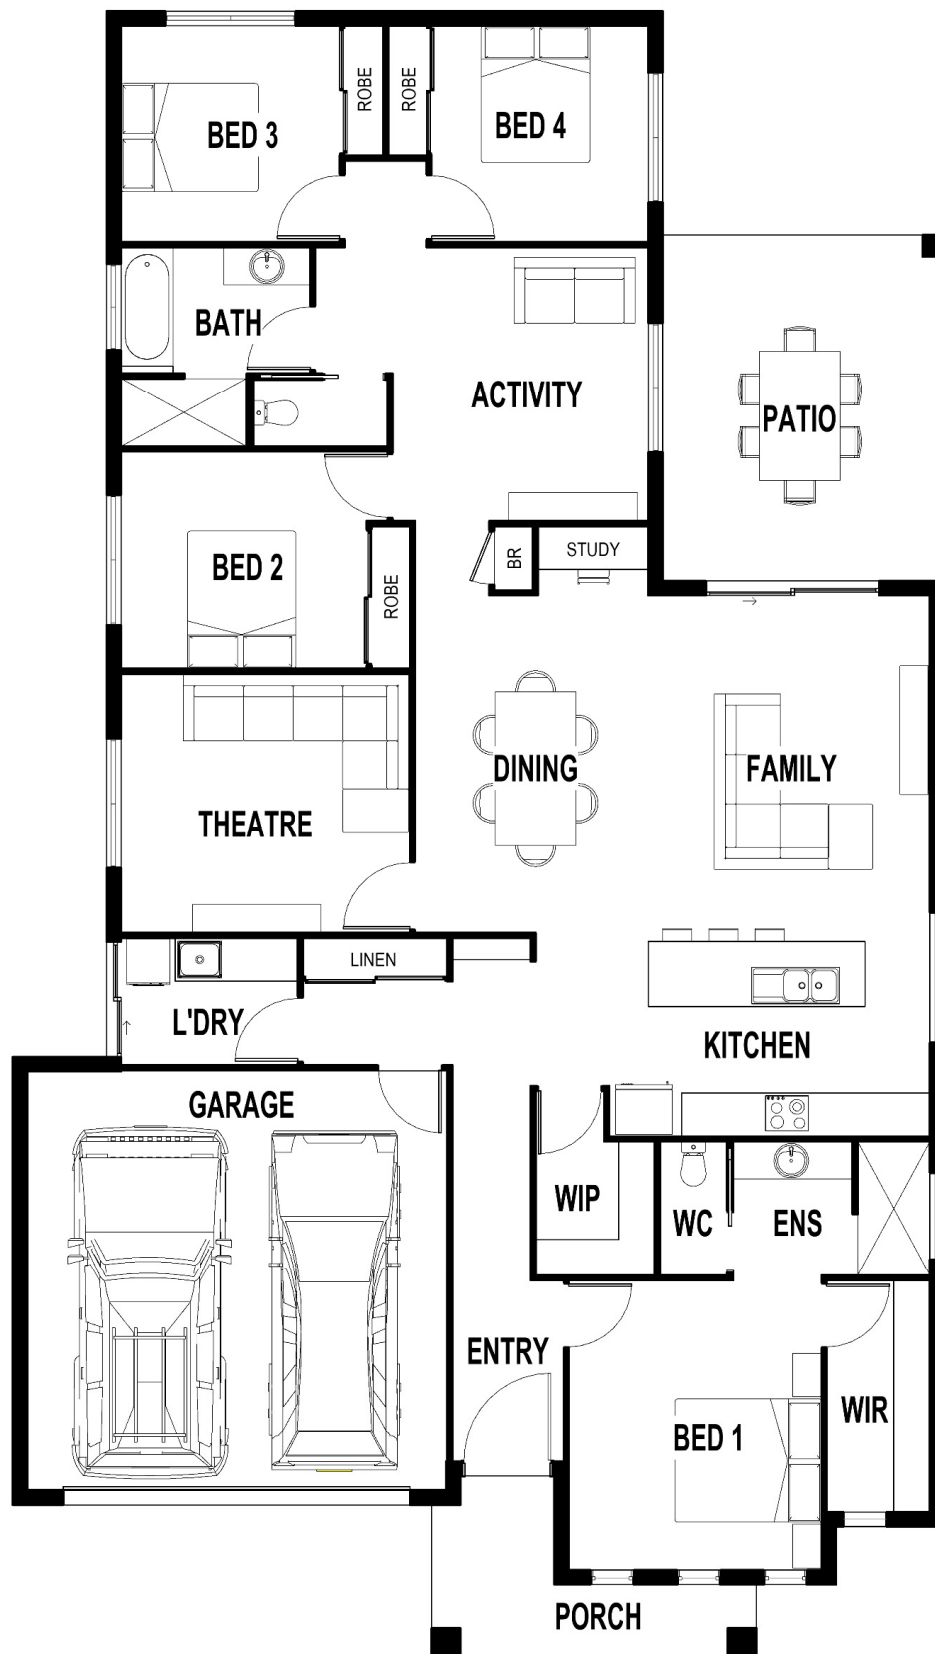 BED 3
ROBE
ROBE
BED 4
BATH
ACTIVITY
PATIO
BED 2
ROBE
BR
STUDY
THEATRE
DINING
FAMILY
LINEN
L'DRY
KITCHEN
GARAGE
WIP
WC
ENS
ENTRY
BED 1
WIR
PORCH